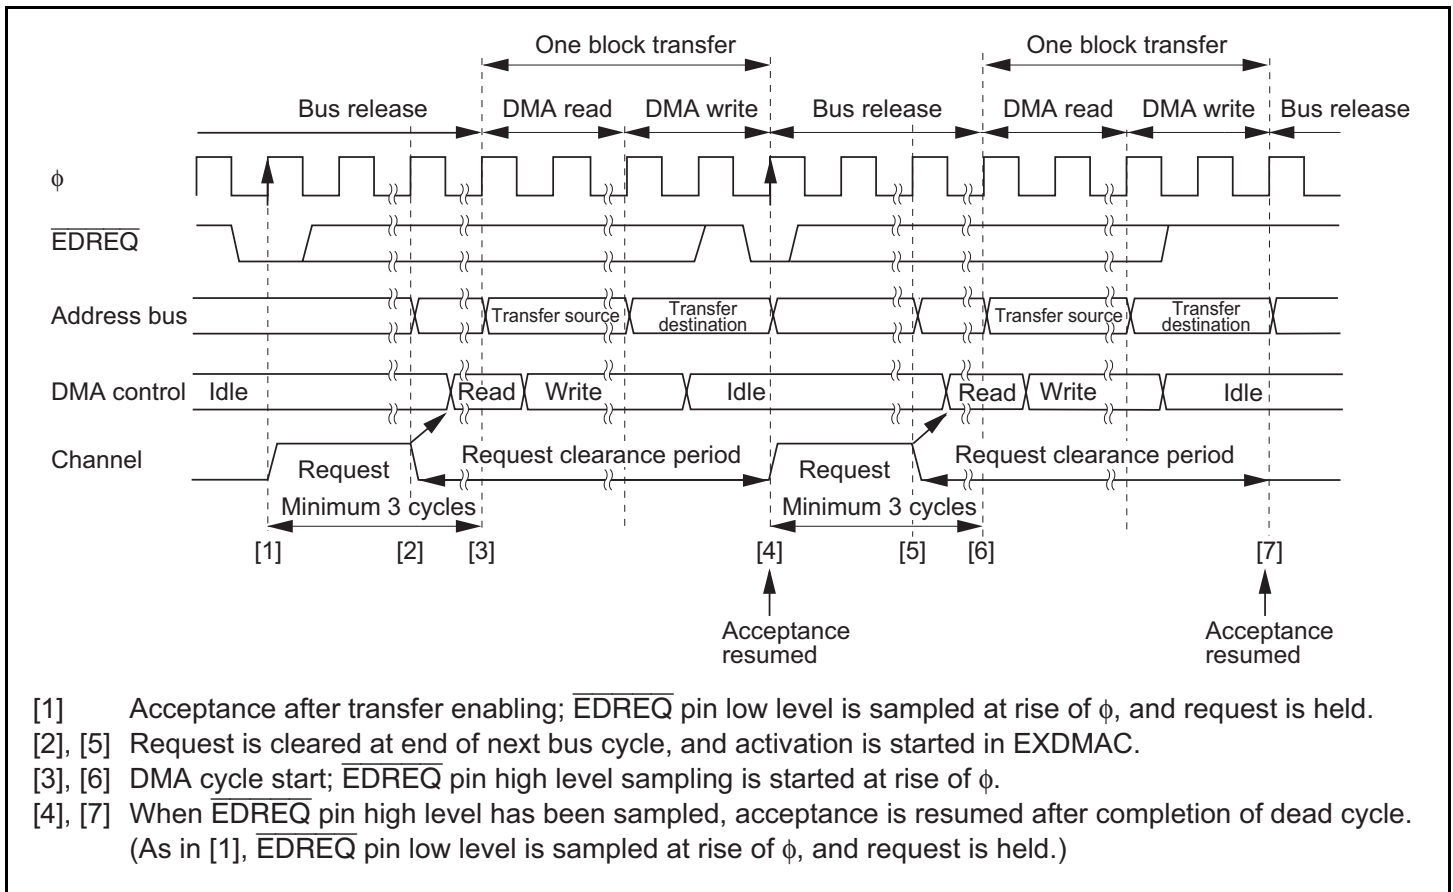 One block transfer One block transfer
Bus release DMA read DMA write Bus release DMA read DMA write Bus release
ϕ
EDREQ
Address bus Transfer source Transfer destination Transfer source Transfer destination
DMA control Idle Read Write Idle Read Write Idle
Channel Request Request clearance period Request Request clearance period
Minimum 3 cycles Minimum 3 cycles
[1] [2] [3] [4] [5] [6] [7]
Acceptance resumed Acceptance resumed
[1] Acceptance after transfer enabling; EDREQ pin low level is sampled at rise of ϕ, and request is held.
[2], [5] Request is cleared at end of next bus cycle, and activation is started in EXDMAC.
[3], [6] DMA cycle start; EDREQ pin high level sampling is started at rise of ϕ.
[4], [7] When EDREQ pin high level has been sampled, acceptance is resumed after completion of dead cycle.
(As in [1], EDREQ pin low level is sampled at rise of ϕ, and request is held.)